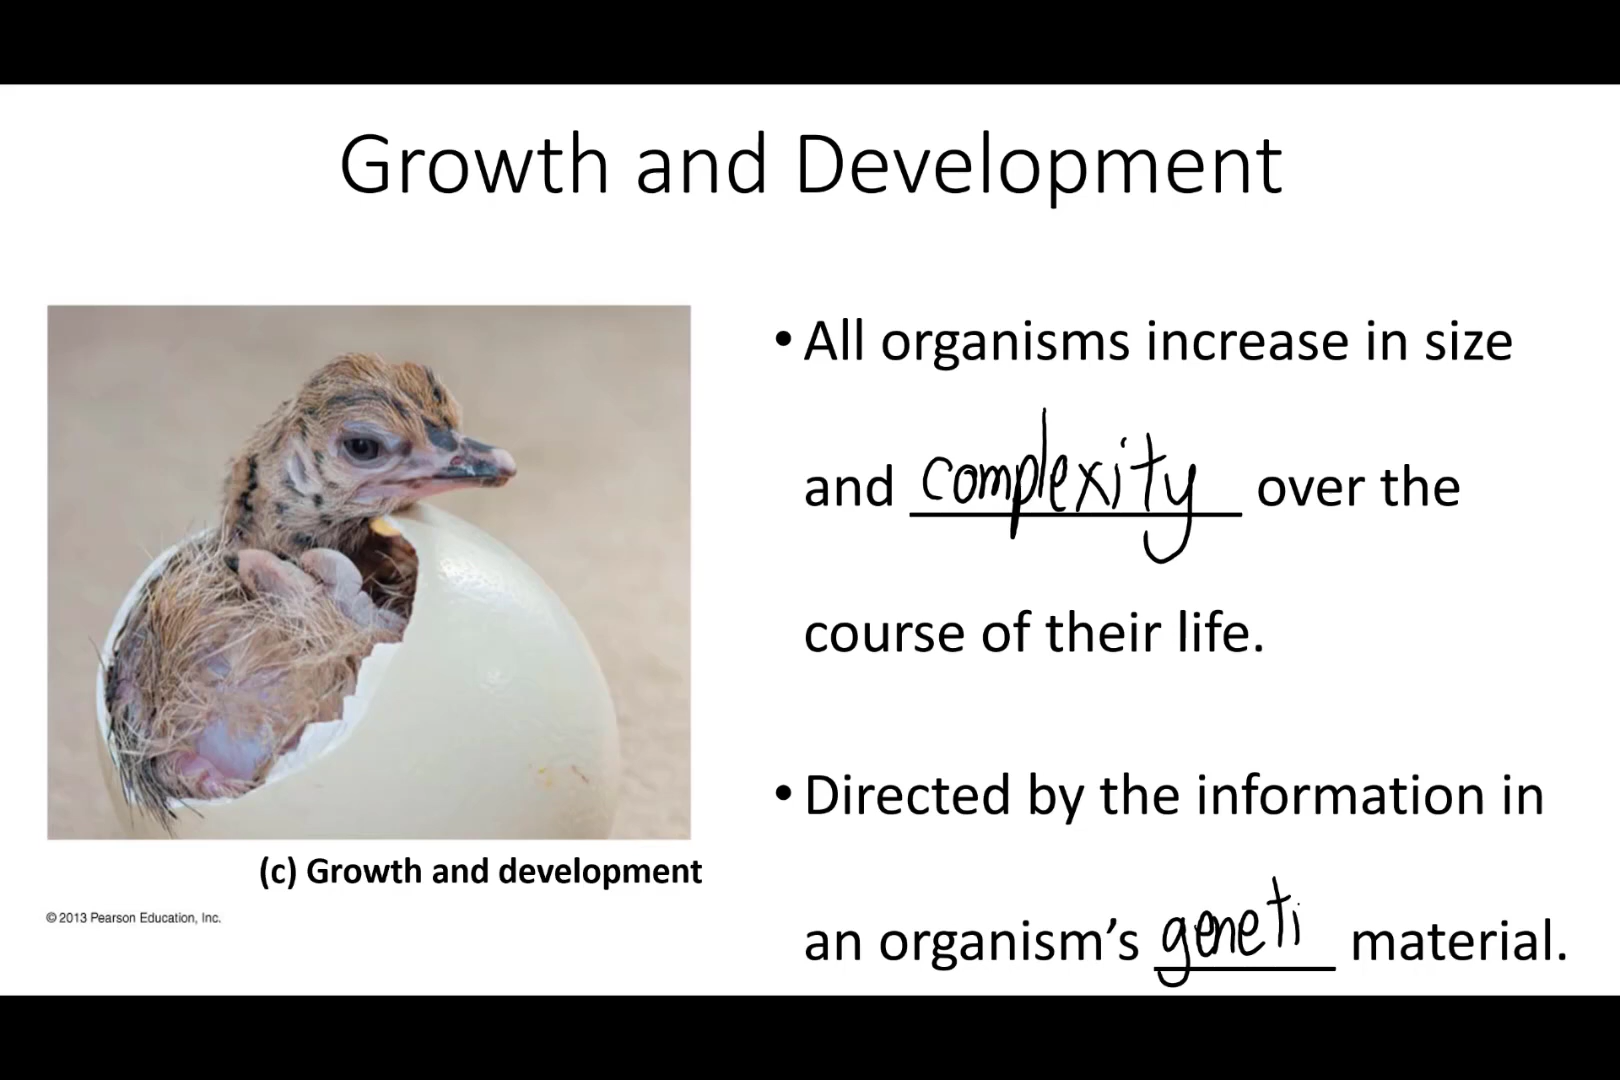 Growth and Development
• All organisms increase in size
and complexity over the
course of their life.
• Directed by the information in
an organism's geneti material.
(c) Growth and development
© 2013 Pearson Education, Inc.